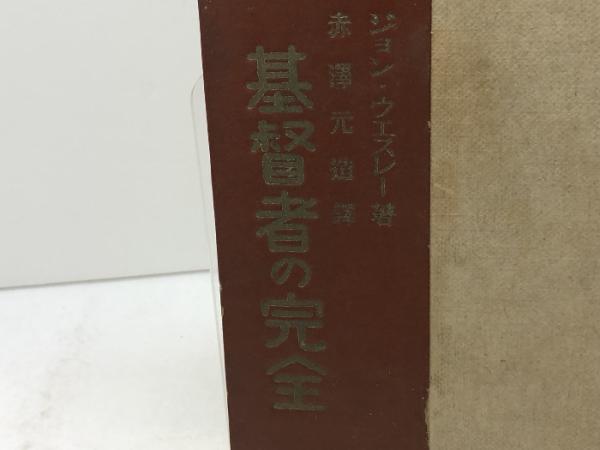 ジョン・ウエスレー著
赤澤元造譯
基督者の完全